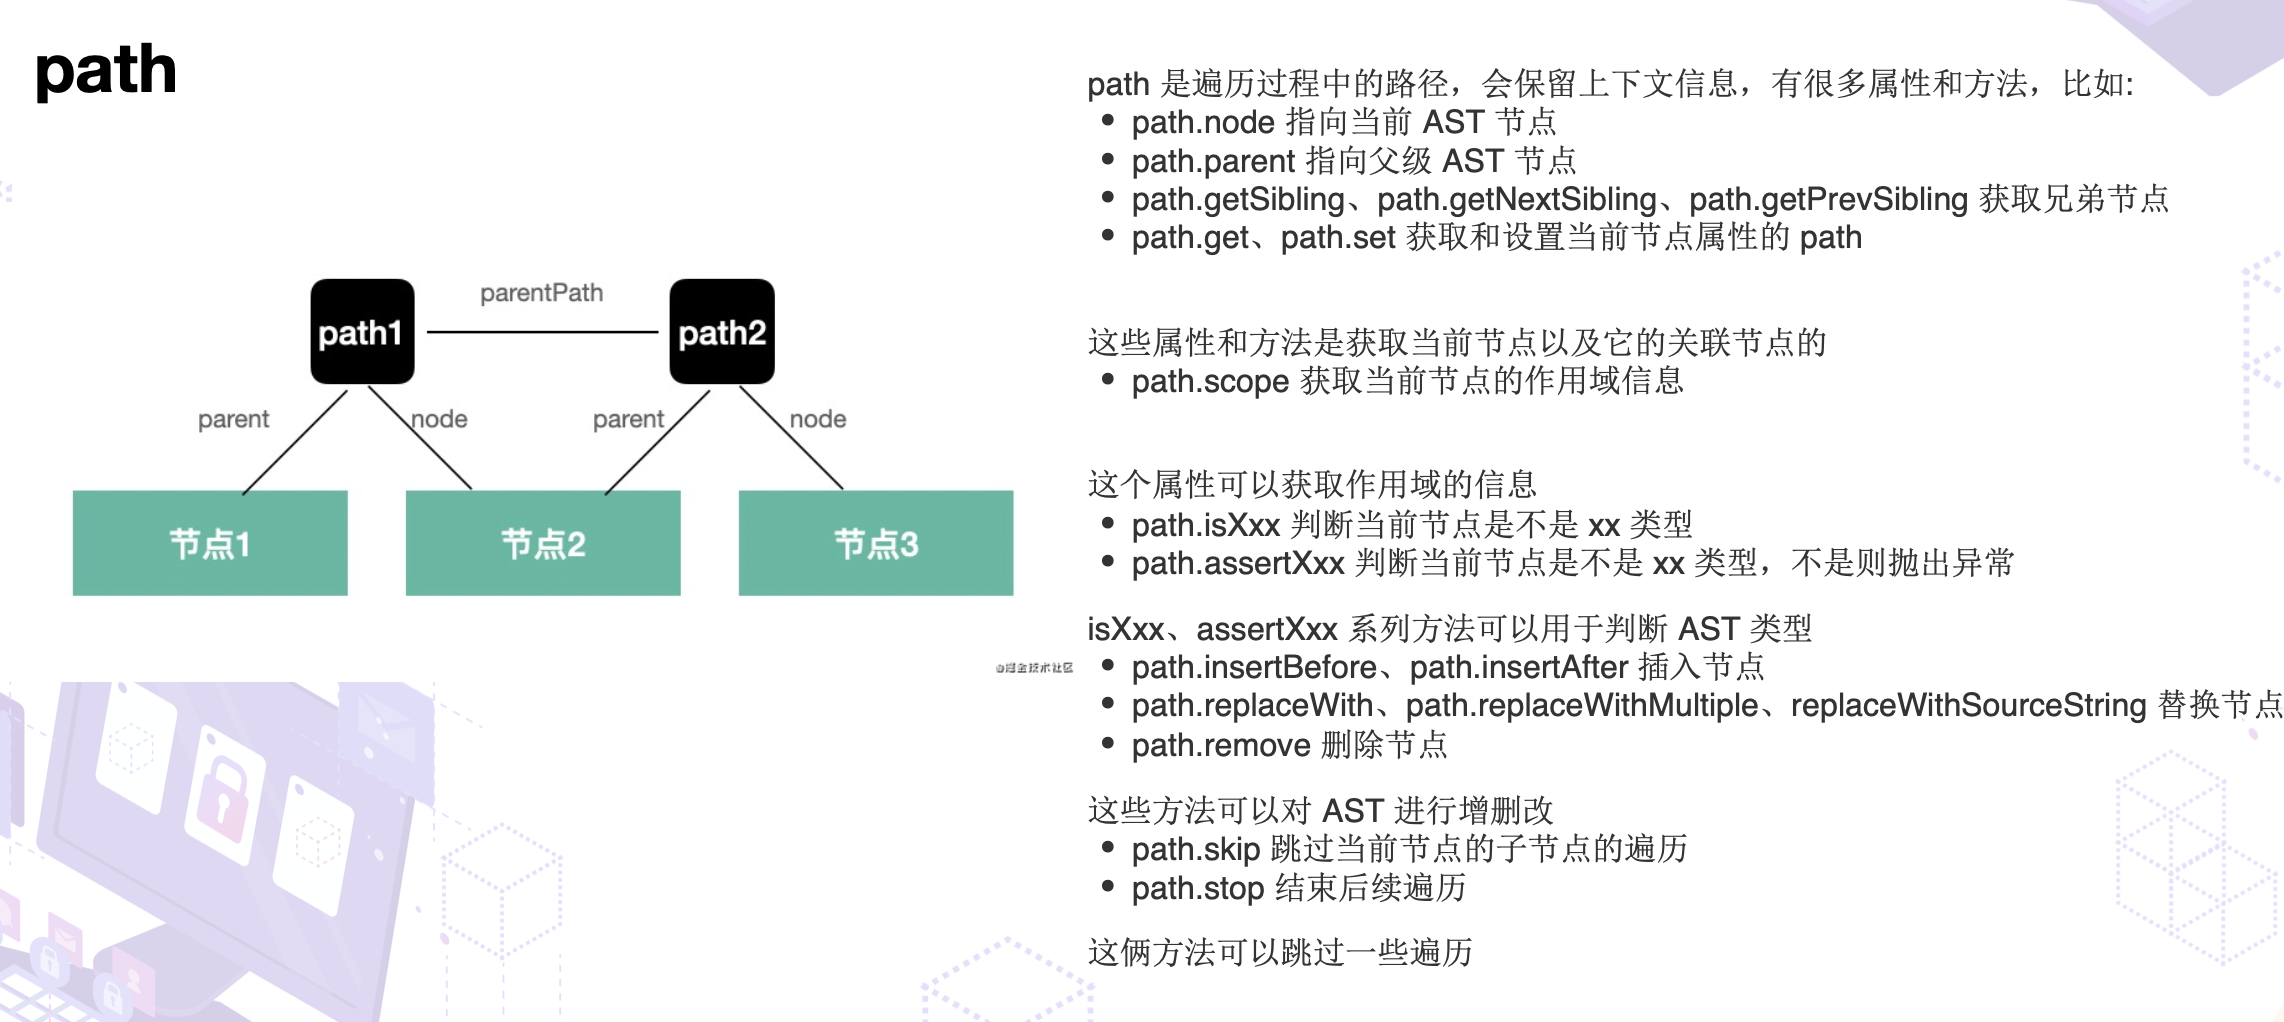 path
path 是遍历过程中的路径，会保留上下文信息，有很多属性和方法，比如:
• path.node 指向当前 AST 节点
• path.parent 指向父级 AST 节点
• path.getSibling、path.getNextSibling、path.getPrevSibling 获取兄弟节点
• path.get、path.set 获取和设置当前节点属性的 path
这些属性和方法是获取当前节点以及它的关联节点的
• path.scope 获取当前节点的作用域信息
这个属性可以获取作用域的信息
• path.isXxx 判断当前节点是不是 xx 类型
• path.assertXxx 判断当前节点是不是 xx 类型，不是则抛出异常
isXxx、assertXxx 系列方法可以用于判断 AST 类型
• path.insertBefore、path.insertAfter 插入节点
• path.replaceWith、path.replaceWithMultiple、replaceWithSourceString 替换节点
• path.remove 删除节点
这些方法可以对 AST 进行增删改
• path.skip 跳过当前节点的子节点的遍历
• path.stop 结束后续遍历
这俩方法可以跳过一些遍历
parentPath
path1
path2
parent
node
parent
node
节点1
节点2
节点3
@掘金技术社区